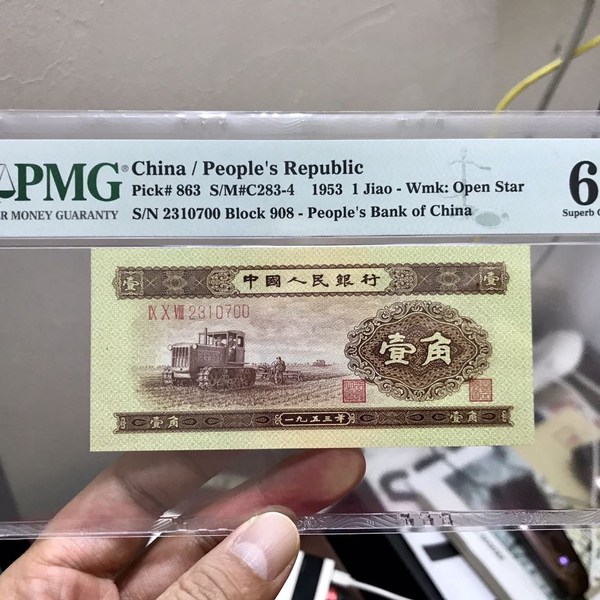 PMG®
ER MONEY GUARANTY
China / People's Republic
Pick# 863 S/M#C283-4 1953 1 Jiao - Wmk: Open Star
S/N 2310700 Block 908 - People's Bank of China
6
Superb
壹 中國人民銀行 壹
IX X VIII 2310700
壹角
壹角 一九五三年 壹角